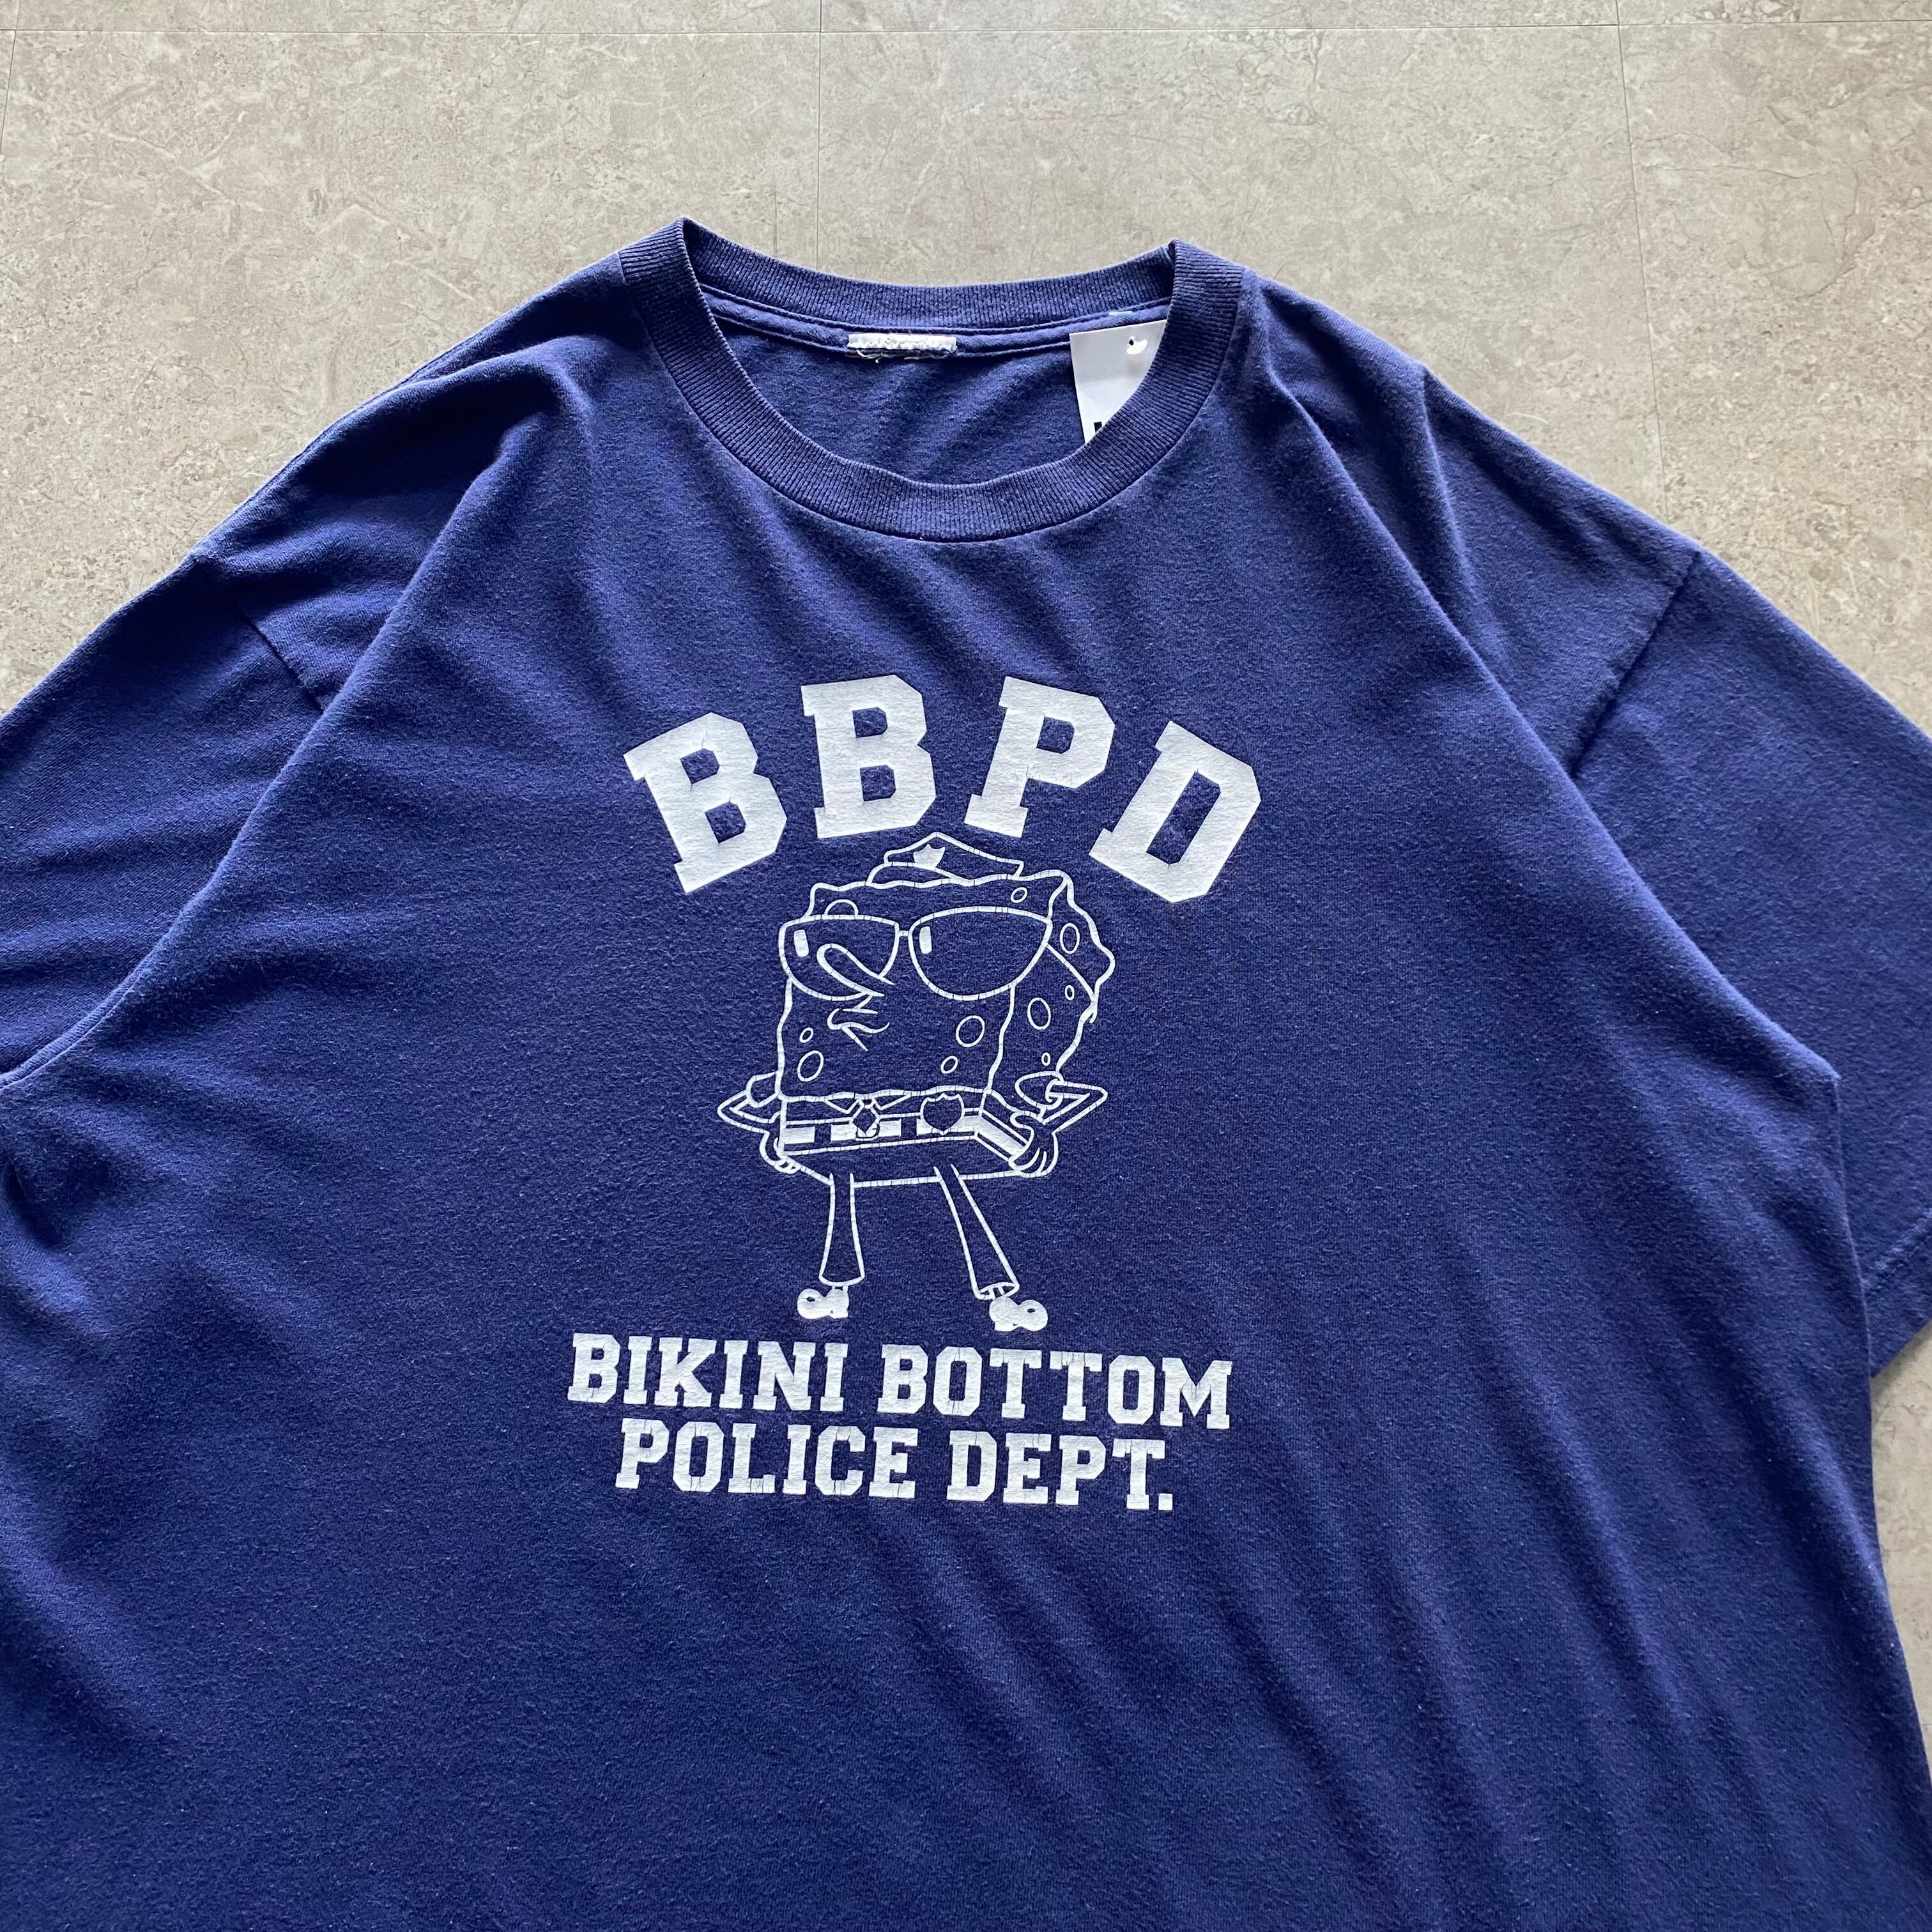 BBPD
BIKINI BOTTOM
POLICE DEPT.